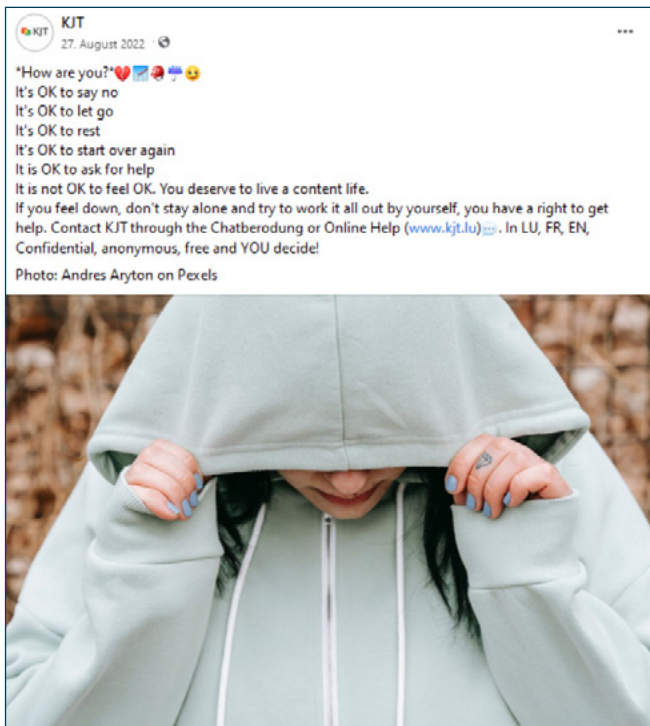 KJT
KJT
27. August 2022
*How are you?*💔🌂😉
It's OK to say no
It's OK to let go
It's OK to rest
It's OK to start over again
It is OK to ask for help
It is not OK to feel OK. You deserve to live a content life.
If you feel down, don't stay alone and try to work it all out by yourself, you have a right to get
help. Contact KJT through the Chatberodung or Online Help (www.kjt.lu)💬. In LU, FR, EN,
Confidential, anonymous, free and YOU decide!
Photo: Andres Aryton on Pexels